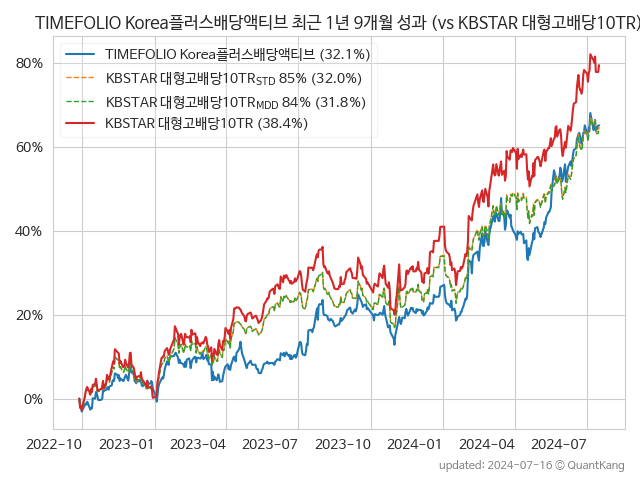 TIMEFOLIO Korea플러스배당액티브 최근 1년 9개월 성과 (vs KBSTAR 대형고배당10TR)
TIMEFOLIO Korea플러스배당액티브 (32.1%)
KBSTAR 대형고배당10TR_STD 85% (32.0%)
KBSTAR 대형고배당10TR_MDD 84% (31.8%)
KBSTAR 대형고배당10TR (38.4%)
80%
60%
40%
20%
0%
2022-10 2023-01 2023-04 2023-07 2023-10 2024-01 2024-04 2024-07
updated: 2024-07-16 © QuantKang